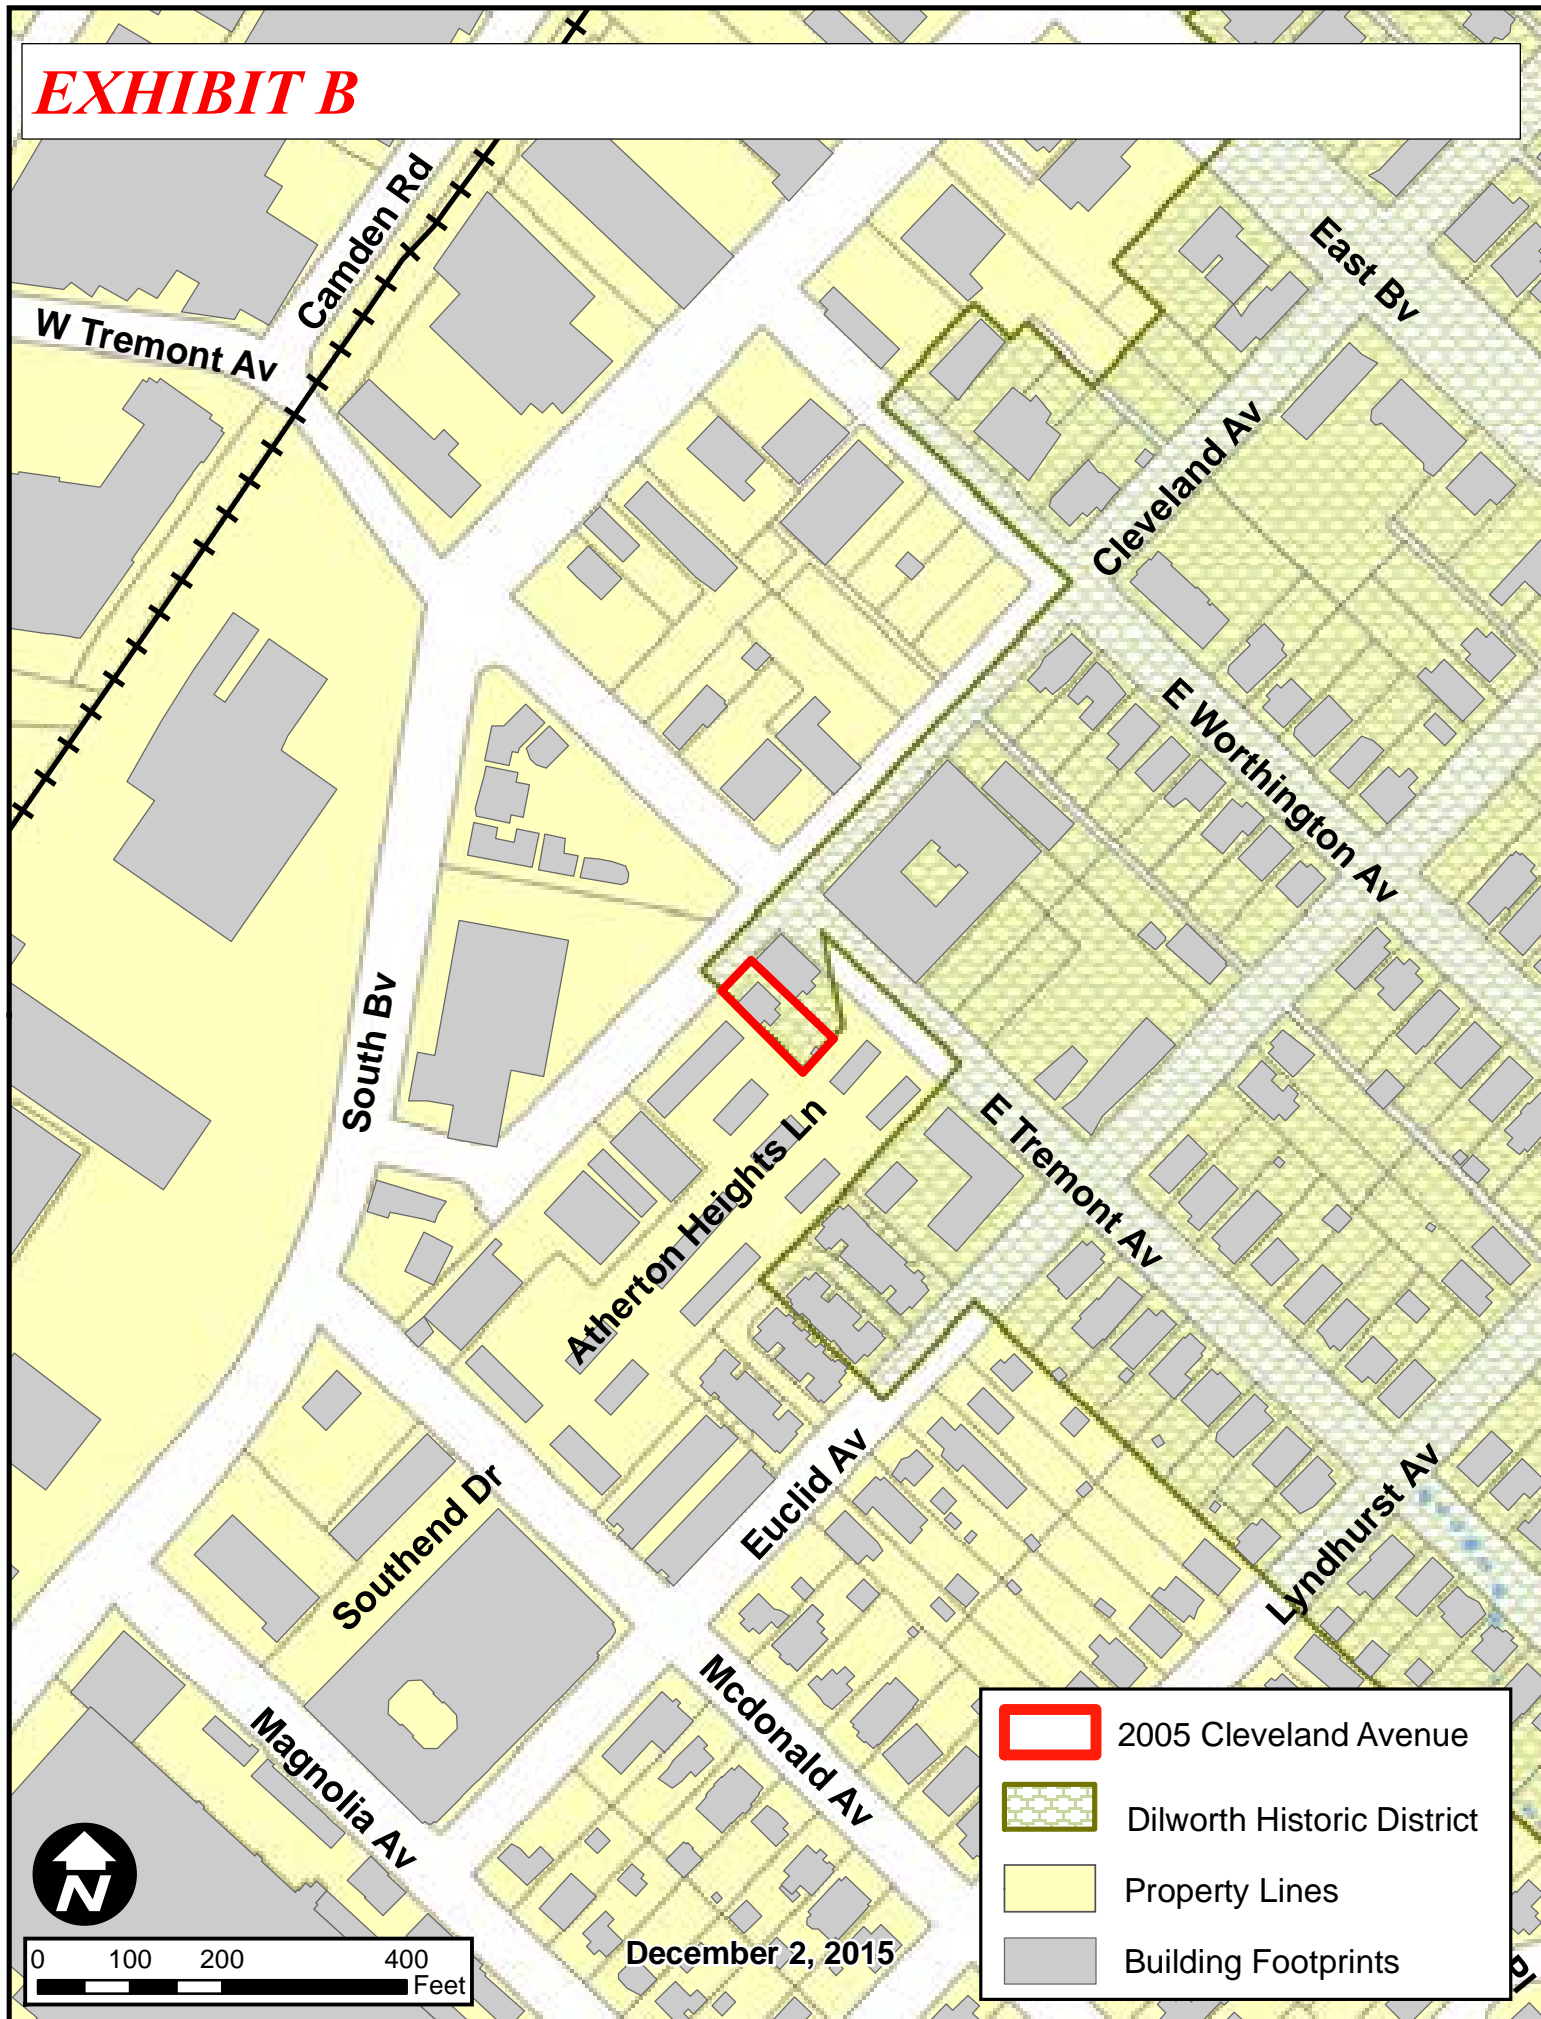 EXHIBIT B
Camden Rd
W Tremont Av
East Bv
Cleveland Av
E Worthington Av
South Bv
E Tremont Av
Atherton Heights Ln
Euclid Av
Lyndhurst Av
Southend Dr
Mcdonald Av
Magnolia Av
2005 Cleveland Avenue
Dilworth Historic District
Property Lines
Building Footprints
Pl
N
0 100 200 400
Feet
December 2, 2015